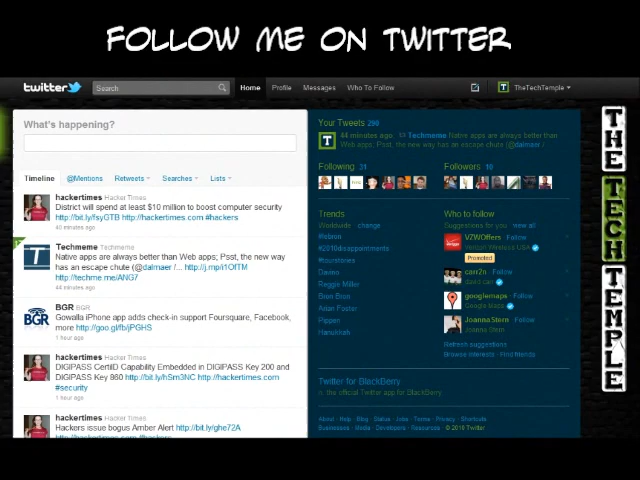 FOLLOW ME ON TWITTER
twitter
Search
Home
Profile
Messages
Who To Follow
TheTechTemple
What's happening?
Timeline
@Mentions
Retweets
Searches
Lists
hackertimes Hacker Times
District will spend at least $10 million to boost computer security
http://bit.ly/fsyGTB http://hackertimes.com #hackers
40 minutes ago
Techmeme Techmeme
Native apps are always better than Web apps; Psst, the new way
has an escape chute (@dalmaer /... http://j.mp/i1OfTM
http://techme.me/ANG7
44 minutes ago
BGR BGR
Gowalla iPhone app adds check-in support Foursquare, Facebook,
more http://goo.gl/fb/jPGHS
1 hour ago
hackertimes Hacker Times
DIGIPASS CertiID Capability Embedded in DIGIPASS Key 200 and
DIGIPASS Key 860 http://bit.ly/hSm3NC http://hackertimes.com
#security
1 hour ago
hackertimes Hacker Times
Hackers issue bogus Amber Alert http://bit.ly/ghe72A
http://hackertimes.com #hackers
Your Tweets 290
44 minutes ago Techmeme Native apps are always better than
Web apps; Psst, the new way has an escape chute (@dalmaer /
Following 31
Followers 10
Trends
Worldwide change
#lebron
#2010disappointments
#tourstories
Davino
Reggie Miller
Bron Bron
Arian Foster
Pippen
Hanukkah
Who to follow
Suggestions for you view all
VZWOffers Follow
Verizon Wireless USA
Promoted
carr2n Follow
david carr
googlemaps Follow
Google Maps
JoannaStern Follow
Joanna Stern
Refresh suggestions
Browse interests Find friends
Twitter for BlackBerry
the official Twitter app for BlackBerry
About Help Blog Status Jobs Terms Privacy Shortcuts
Businesses Media Developers Resources © 2010 Twitter
THE TECH TEMPLE